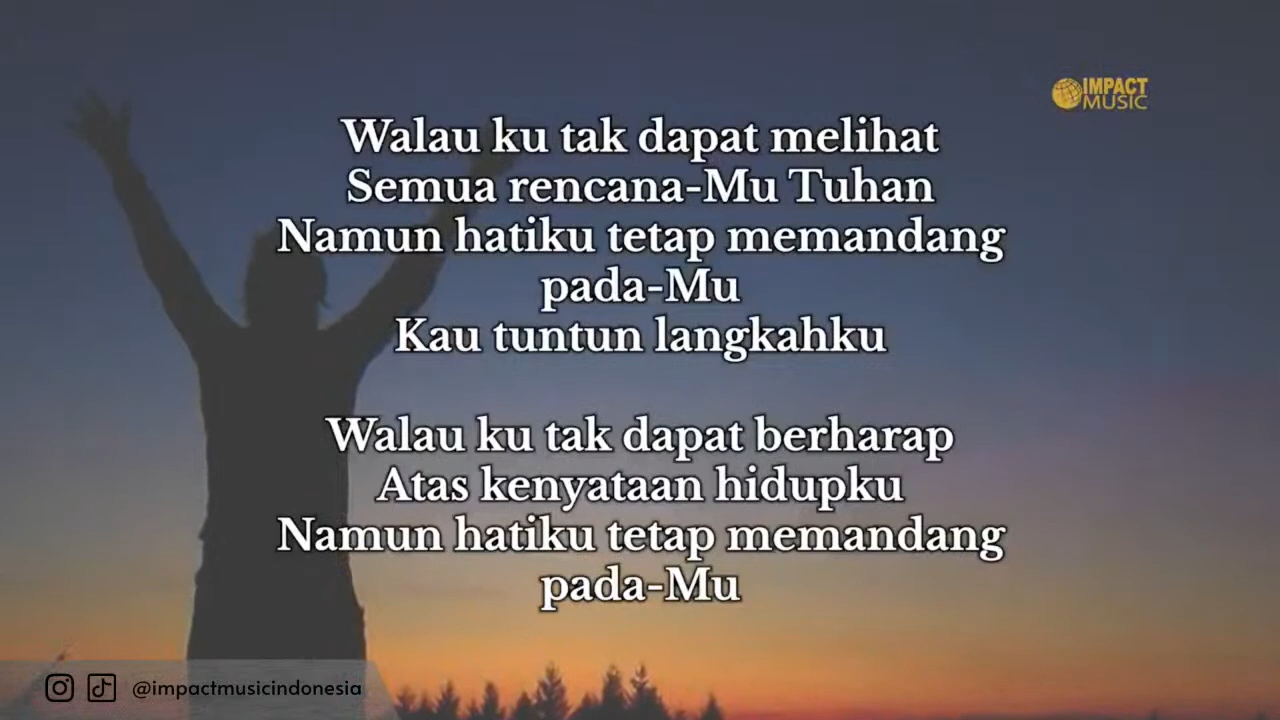 IMPACT
MUSIC
Walau ku tak dapat melihat
Semua rencana-Mu Tuhan
Namun hatiku tetap memandang
pada-Mu
Kau tuntun langkahku
Walau ku tak dapat berharap
Atas kenyataan hidupku
Namun hatiku tetap memandang
pada-Mu
@impactmusicindonesia